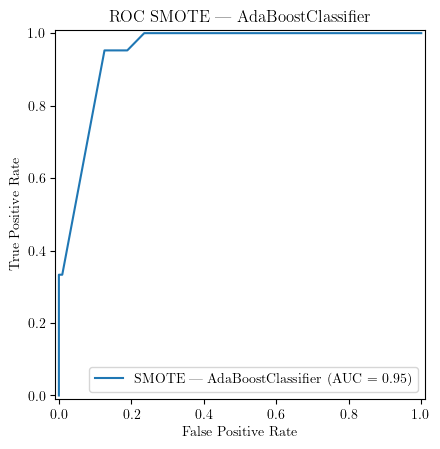 ROC SMOTE — AdaBoostClassifier
1.0
0.8
0.6
0.4
0.2
0.0
True Positive Rate
SMOTE — AdaBoostClassifier (AUC = 0.95)
0.0 0.2 0.4 0.6 0.8 1.0
False Positive Rate